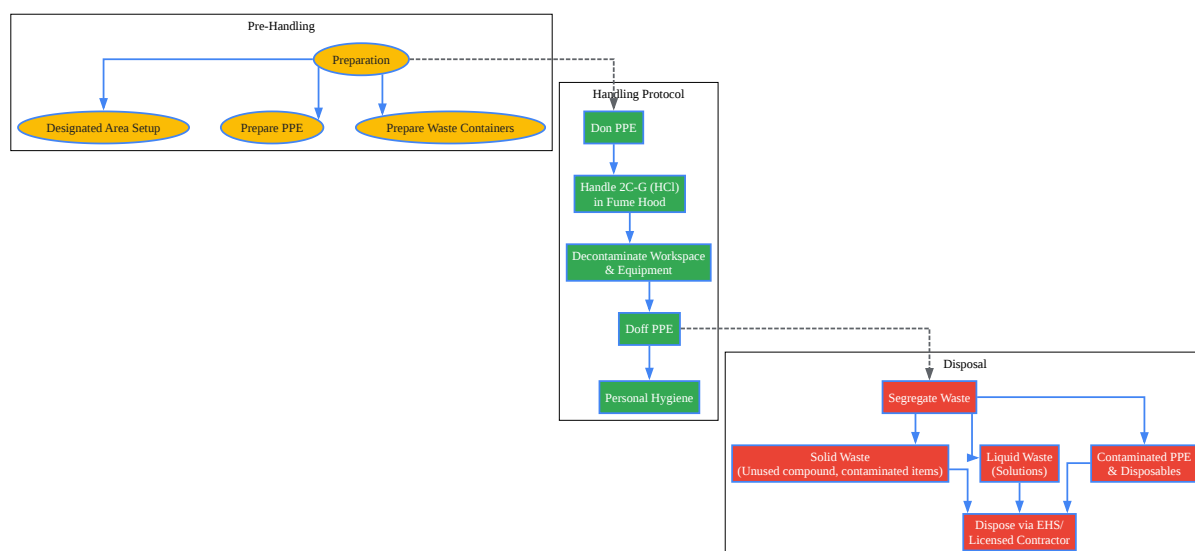 Pre-Handling
Preparation
Designated Area Setup
Prepare PPE
Prepare Waste Containers
Handling Protocol
Don PPE
Handle 2C-G (HCl)
in Fume Hood
Decontaminate Workspace
& Equipment
Doff PPE
Personal Hygiene
Disposal
Segregate Waste
Solid Waste
(Unused compound, contaminated items)
Liquid Waste
(Solutions)
Contaminated PPE
& Disposables
Dispose via EHS/
Licensed Contractor